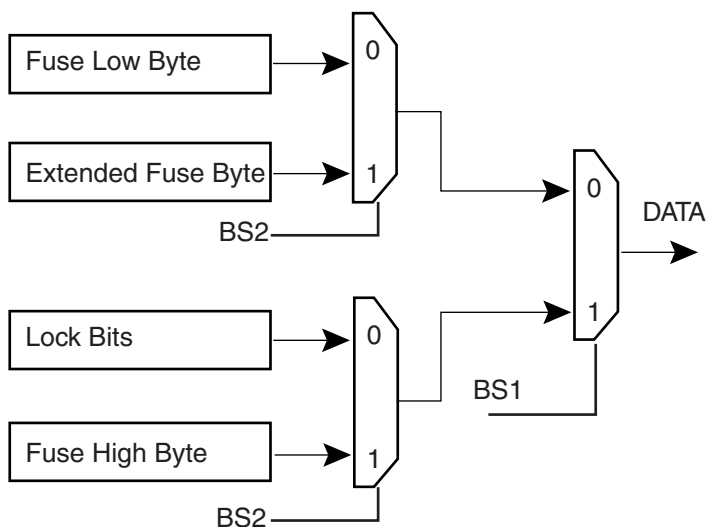 Fuse Low Byte
0
Extended Fuse Byte
1
BS2
0
DATA
1
BS1
Lock Bits
0
Fuse High Byte
1
BS2